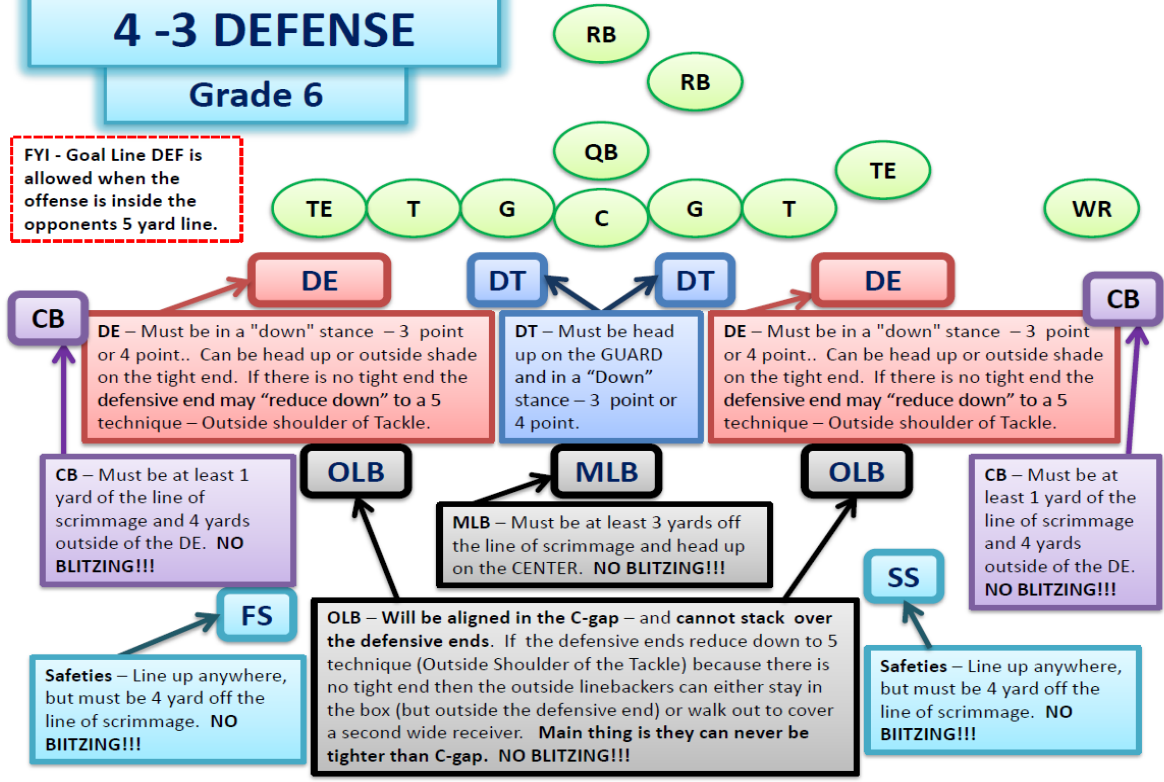 4 -3 DEFENSE
Grade 6
FYI - Goal Line DEF is
allowed when the
offense is inside the
opponents 5 yard line.
RB
RB
QB
TE
TE
T
G
C
G
T
WR
DE
DT
DT
DE
CB
CB
DE – Must be in a "down" stance – 3 point
or 4 point.. Can be head up or outside shade
on the tight end. If there is no tight end the
defensive end may “reduce down” to a 5
technique – Outside shoulder of Tackle.
DT – Must be head
up on the GUARD
and in a “Down”
stance – 3 point or
4 point.
DE – Must be in a "down" stance – 3 point
or 4 point.. Can be head up or outside shade
on the tight end. If there is no tight end the
defensive end may “reduce down” to a 5
technique – Outside shoulder of Tackle.
OLB
MLB
OLB
CB – Must be at least 1
yard of the line of
scrimmage and 4 yards
outside of the DE. NO
BLITZING!!!
MLB – Must be at least 3 yards off
the line of scrimmage and head up
on the CENTER. NO BLITZING!!!
CB – Must be at
least 1 yard of the
line of scrimmage
and 4 yards
outside of the DE.
NO BLITZING!!!
FS
SS
Safeties – Line up anywhere,
but must be 4 yard off the
line of scrimmage. NO
BIITZING!!!
OLB – Will be aligned in the C-gap – and cannot stack over
the defensive ends. If the defensive ends reduce down to 5
technique (Outside Shoulder of the Tackle) because there is
no tight end then the outside linebackers can either stay in
the box (but outside the defensive end) or walk out to cover
a second wide receiver. Main thing is they can never be
tighter than C-gap. NO BLITZING!!!
Safeties – Line up anywhere,
but must be 4 yard off the
line of scrimmage. NO
BIITZING!!!